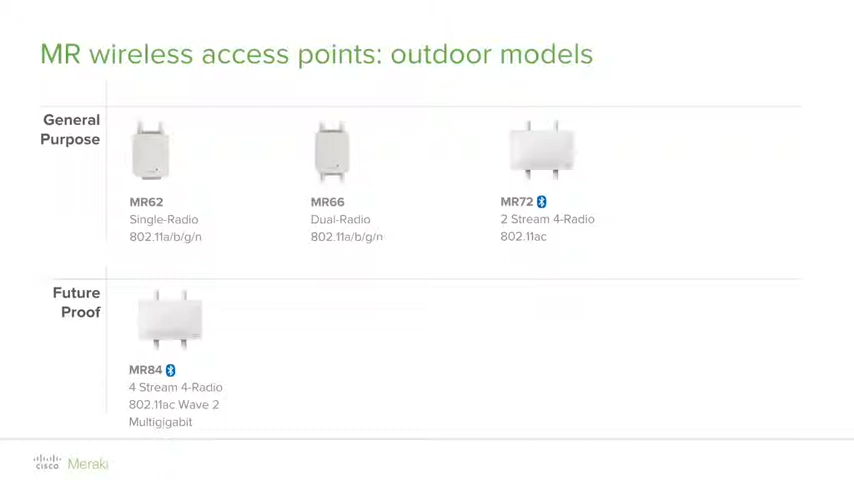 MR wireless access points: outdoor models
General
Purpose
MR62
Single-Radio
802.11a/b/g/n
MR66
Dual-Radio
802.11a/b/g/n
MR72
2 Stream 4-Radio
802.11ac
Future
Proof
MR84
4 Stream 4-Radio
802.11ac Wave 2
Multigigabit
cisco Meraki